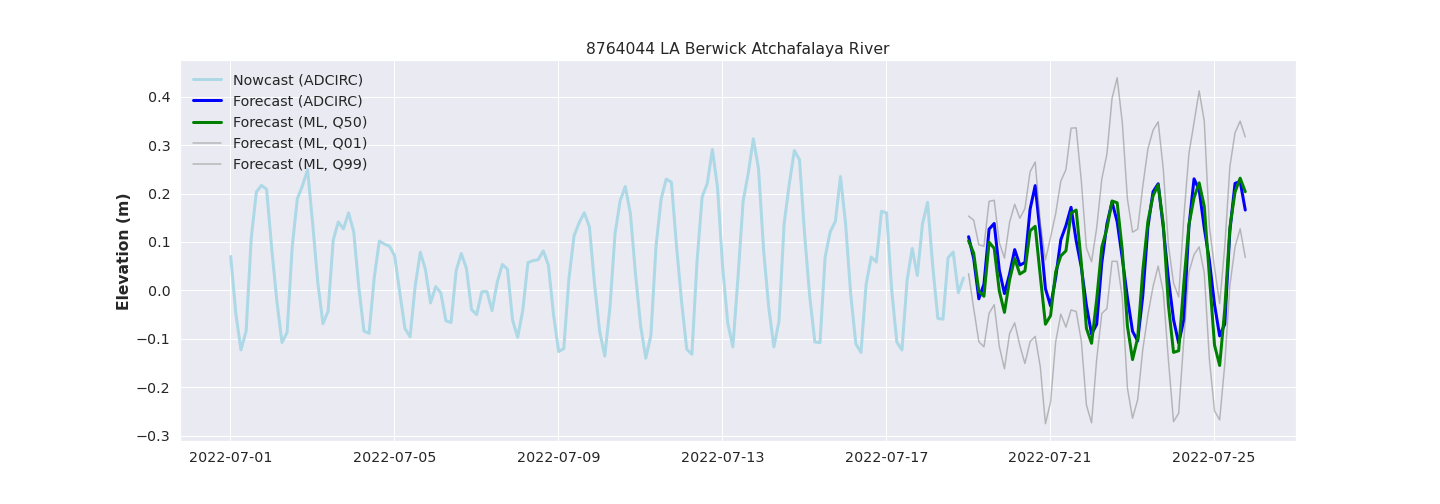 8764044 LA Berwick Atchafalaya River
Nowcast (ADCIRC)
Forecast (ADCIRC)
Forecast (ML, Q50)
Forecast (ML, Q01)
Forecast (ML, Q99)
Elevation (m)
0.4
0.3
0.2
0.1
0.0
−0.1
−0.2
−0.3
2022-07-01 2022-07-05 2022-07-09 2022-07-13 2022-07-17 2022-07-21 2022-07-25